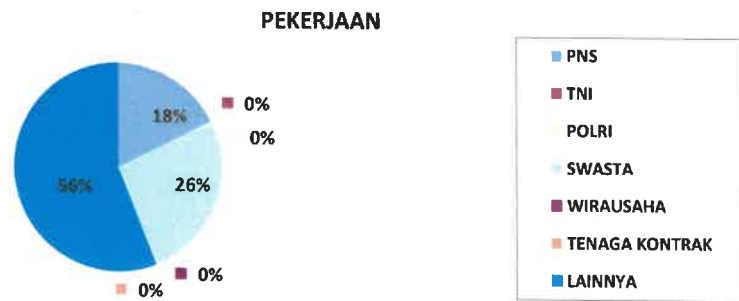 PEKERJAAN
18%
0%
0%
56%
26%
0%
0%
PNS
TNI
POLRI
SWASTA
WIRAUSAHA
TENAGA KONTRAK
LAINNYA